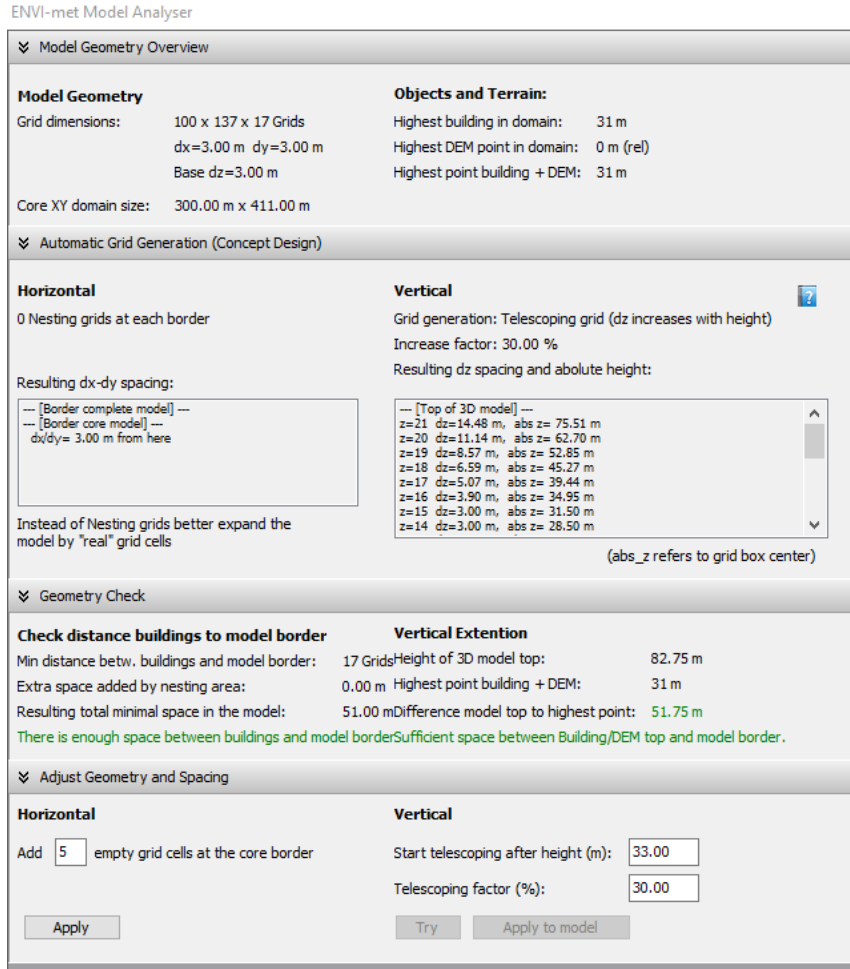 ENVI-met Model Analyser
Model Geometry Overview
Model Geometry
Grid dimensions: 100 x 137 x 17 Grids
dx=3.00 m dy=3.00 m
Base dz=3.00 m
Core XY domain size: 300.00 m x 411.00 m
Objects and Terrain:
Highest building in domain: 31 m
Highest DEM point in domain: 0 m (rel)
Highest point building + DEM: 31 m
Automatic Grid Generation (Concept Design)
Horizontal
0 Nesting grids at each border
Resulting dx-dy spacing:
--- [Border complete model] ---
--- [Border core model] ---
dx/dy= 3.00 m from here
Instead of Nesting grids better expand the
model by "real" grid cells
Vertical
?
Grid generation: Telescoping grid (dz increases with height)
Increase factor: 30.00 %
Resulting dz spacing and abolute height:
--- [Top of 3D model] ---
z=21 dz=14.48 m, abs z= 75.51 m
z=20 dz=11.14 m, abs z= 62.70 m
z=19 dz=8.57 m, abs z= 52.85 m
z=18 dz=6.59 m, abs z= 45.27 m
z=17 dz=5.07 m, abs z= 39.44 m
z=16 dz=3.90 m, abs z= 34.95 m
z=15 dz=3.00 m, abs z= 31.50 m
z=14 dz=3.00 m, abs z= 28.50 m
(abs_z refers to grid box center)
Geometry Check
Check distance buildings to model border
Min distance betw. buildings and model border: 17 Grids
Extra space added by nesting area: 0.00 m
Resulting total minimal space in the model: 51.00 m
There is enough space between buildings and model border
Vertical Extention
Height of 3D model top: 82.75 m
Highest point building + DEM: 31 m
Difference model top to highest point: 51.75 m
Sufficient space between Building/DEM top and model border.
Adjust Geometry and Spacing
Horizontal
Add 5 empty grid cells at the core border
Apply
Vertical
Start telescoping after height (m): 33.00
Telescoping factor (%): 30.00
Try Apply to model